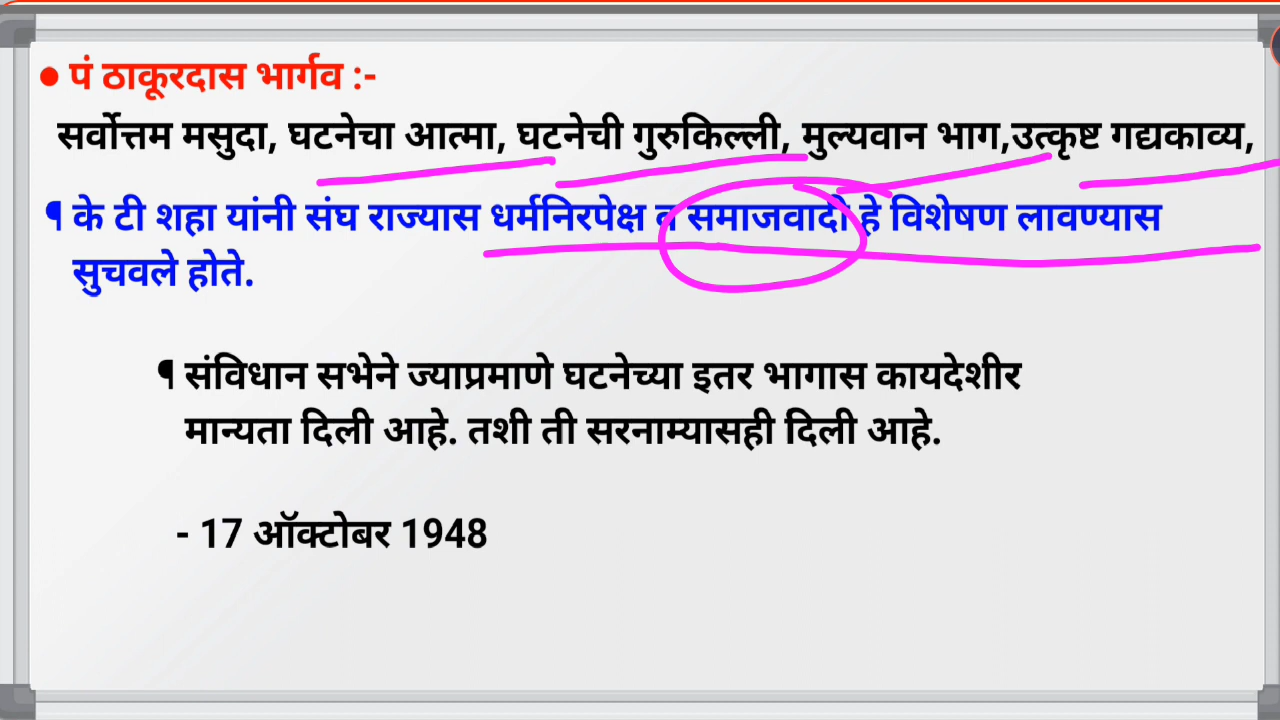 ● पं ठाकूरदास भार्गव :-
सर्वोत्तम मसुदा, घटनेचा आत्मा, घटनेची गुरुकिल्ली, मुल्यवान भाग,उत्कृष्ट गद्यकाव्य,
¶ के टी शहा यांनी संघ राज्यास धर्मनिरपेक्ष व समाजवादी हे विशेषण लावण्यास
सुचवले होते.
¶ संविधान सभेने ज्याप्रमाणे घटनेच्या इतर भागास कायदेशीर
मान्यता दिली आहे. तशी ती सरनाम्यासही दिली आहे.
- 17 ऑक्टोबर 1948